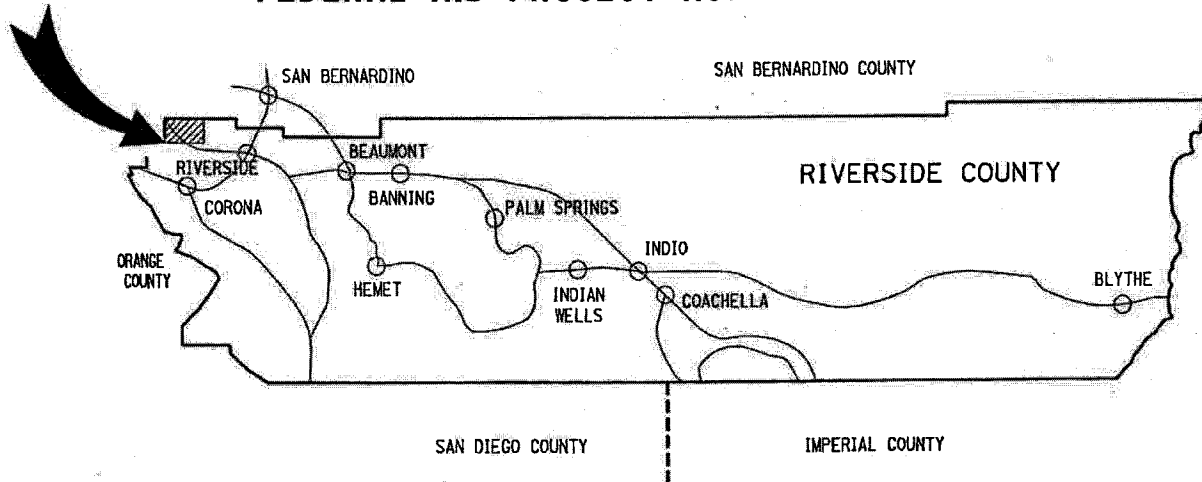 SAN BERNARDINO
SAN BERNARDINO COUNTY
RIVERSIDE
BEAUMONT
RIVERSIDE COUNTY
CORONA
BANNING
PALM SPRINGS
ORANGE
COUNTY
HEMET
INDIAN
WELLS
INDIO
COACHELLA
BLYTHE
SAN DIEGO COUNTY
IMPERIAL COUNTY